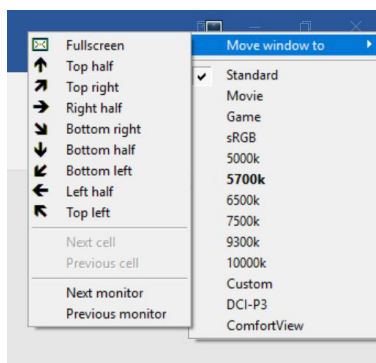 Fullscreen
Top half
Top right
Right half
Bottom right
Bottom half
Bottom left
Left half
Top left
Next cell
Previous cell
Next monitor
Previous monitor
Move window to
Standard
Movie
Game
sRGB
5000k
5700k
6500k
7500k
9300k
10000k
Custom
DCI-P3
ComfortView